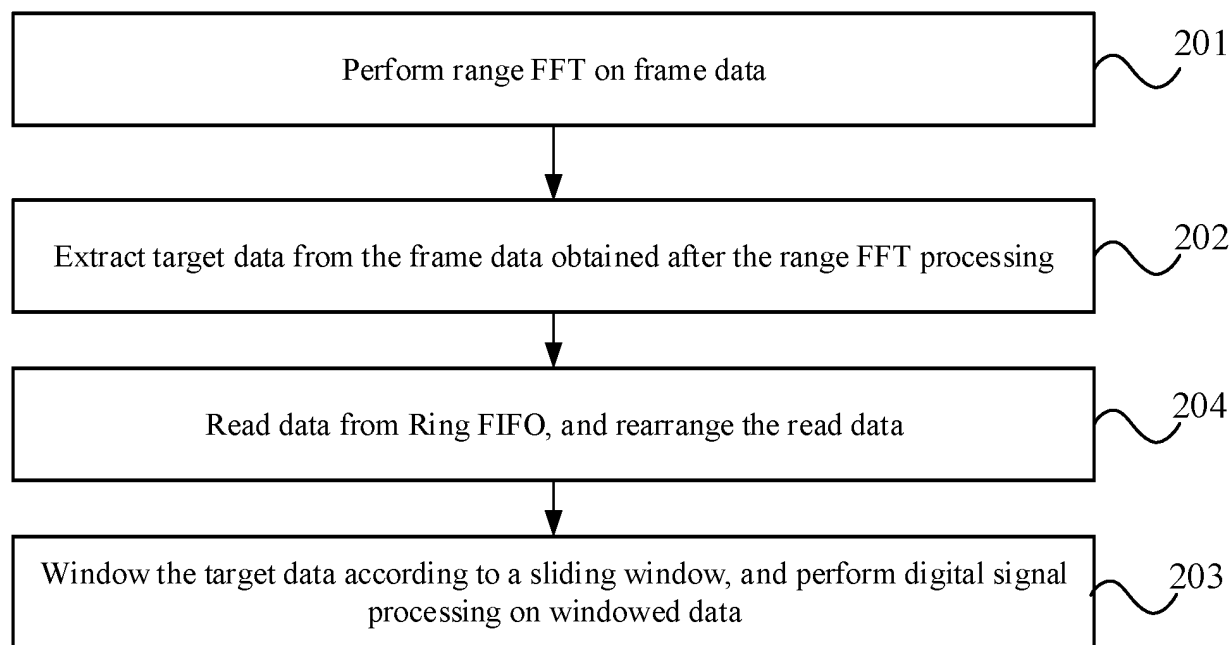 Perform range FFT on frame data
201
Extract target data from the frame data obtained after the range FFT processing
202
Read data from Ring FIFO, and rearrange the read data
204
Window the target data according to a sliding window, and perform digital signal
processing on windowed data
203